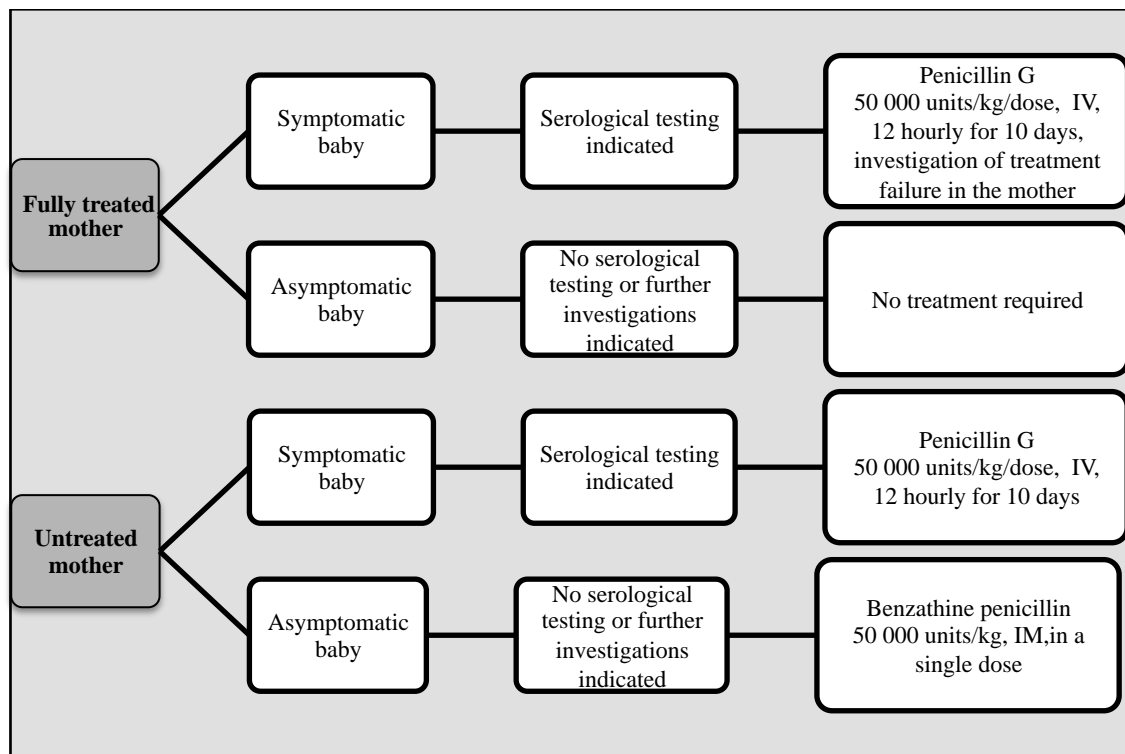 Fully treated
mother
Symptomatic
baby
Serological testing
indicated
Penicillin G
50 000 units/kg/dose, IV,
12 hourly for 10 days,
investigation of treatment
failure in the mother
Asymptomatic
baby
No serological
testing or further
investigations
indicated
No treatment required
Untreated
mother
Symptomatic
baby
Serological testing
indicated
Penicillin G
50 000 units/kg/dose, IV,
12 hourly for 10 days
Asymptomatic
baby
No serological
testing or further
investigations
indicated
Benzathine penicillin
50 000 units/kg, IM,in a
single dose